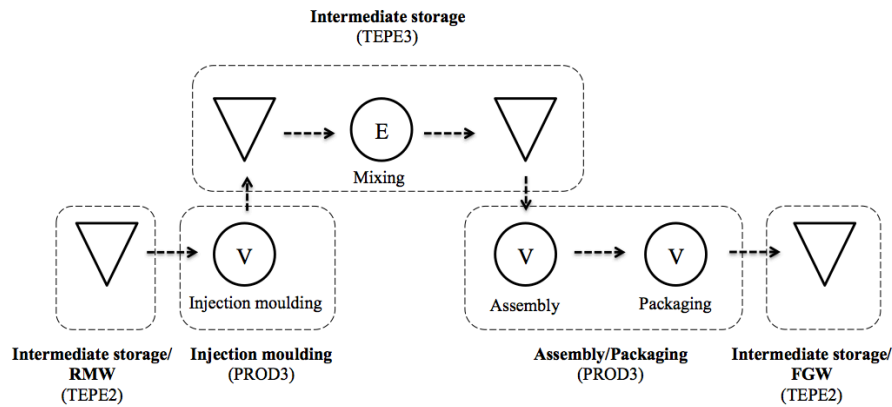 Intermediate storage
(TEPE3)
E
Mixing
V
Injection moulding
V
Assembly
V
Packaging
Intermediate storage/
RMW
(TEPE2)
Injection moulding
(PROD3)
Assembly/Packaging
(PROD3)
Intermediate storage/
FGW
(TEPE2)